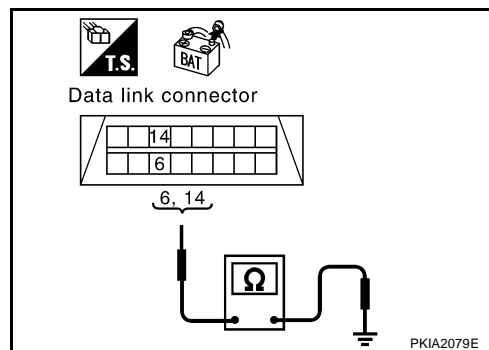 T.S.
BAT
Data link connector
14
6
6, 14
Ω
PKIA2079E